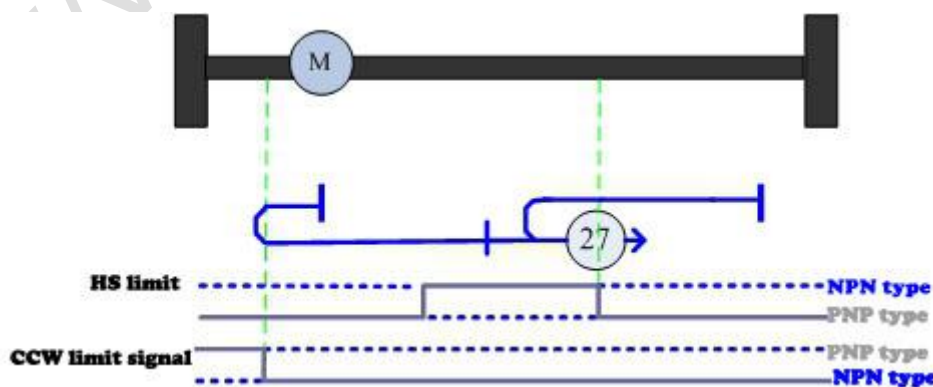 M
27
HS limit
NPN type
PNP type
CCW limit signal
PNP type
NPN type